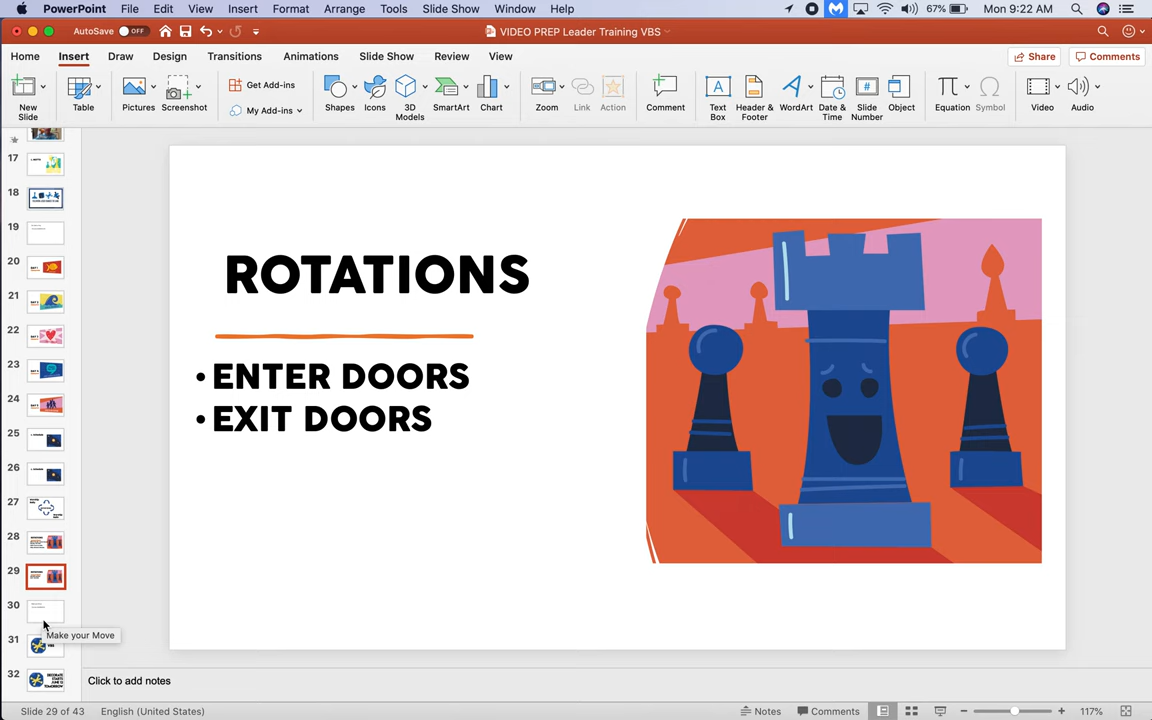 PowerPoint File Edit View Insert Format Arrange Tools Slide Show Window Help 67% Mon 9:22 AM
AutoSave OFF VIDEO PREP Leader Training VBS
Home Insert Draw Design Transitions Animations Slide Show Review View Share Comments
New Slide Table Pictures Screenshot Get Add-ins My Add-ins Shapes Icons 3D Models SmartArt Chart Zoom Link Action Comment Text Box Header & Footer WordArt Date & Time Slide Number Object Equation Symbol Video Audio
17
18
19
20
21
22
23
24
25
26
27
28
29
30
31
32
Make your Move
ROTATIONS
• ENTER DOORS
• EXIT DOORS
Click to add notes
Slide 29 of 43 English (United States) Notes Comments 117%